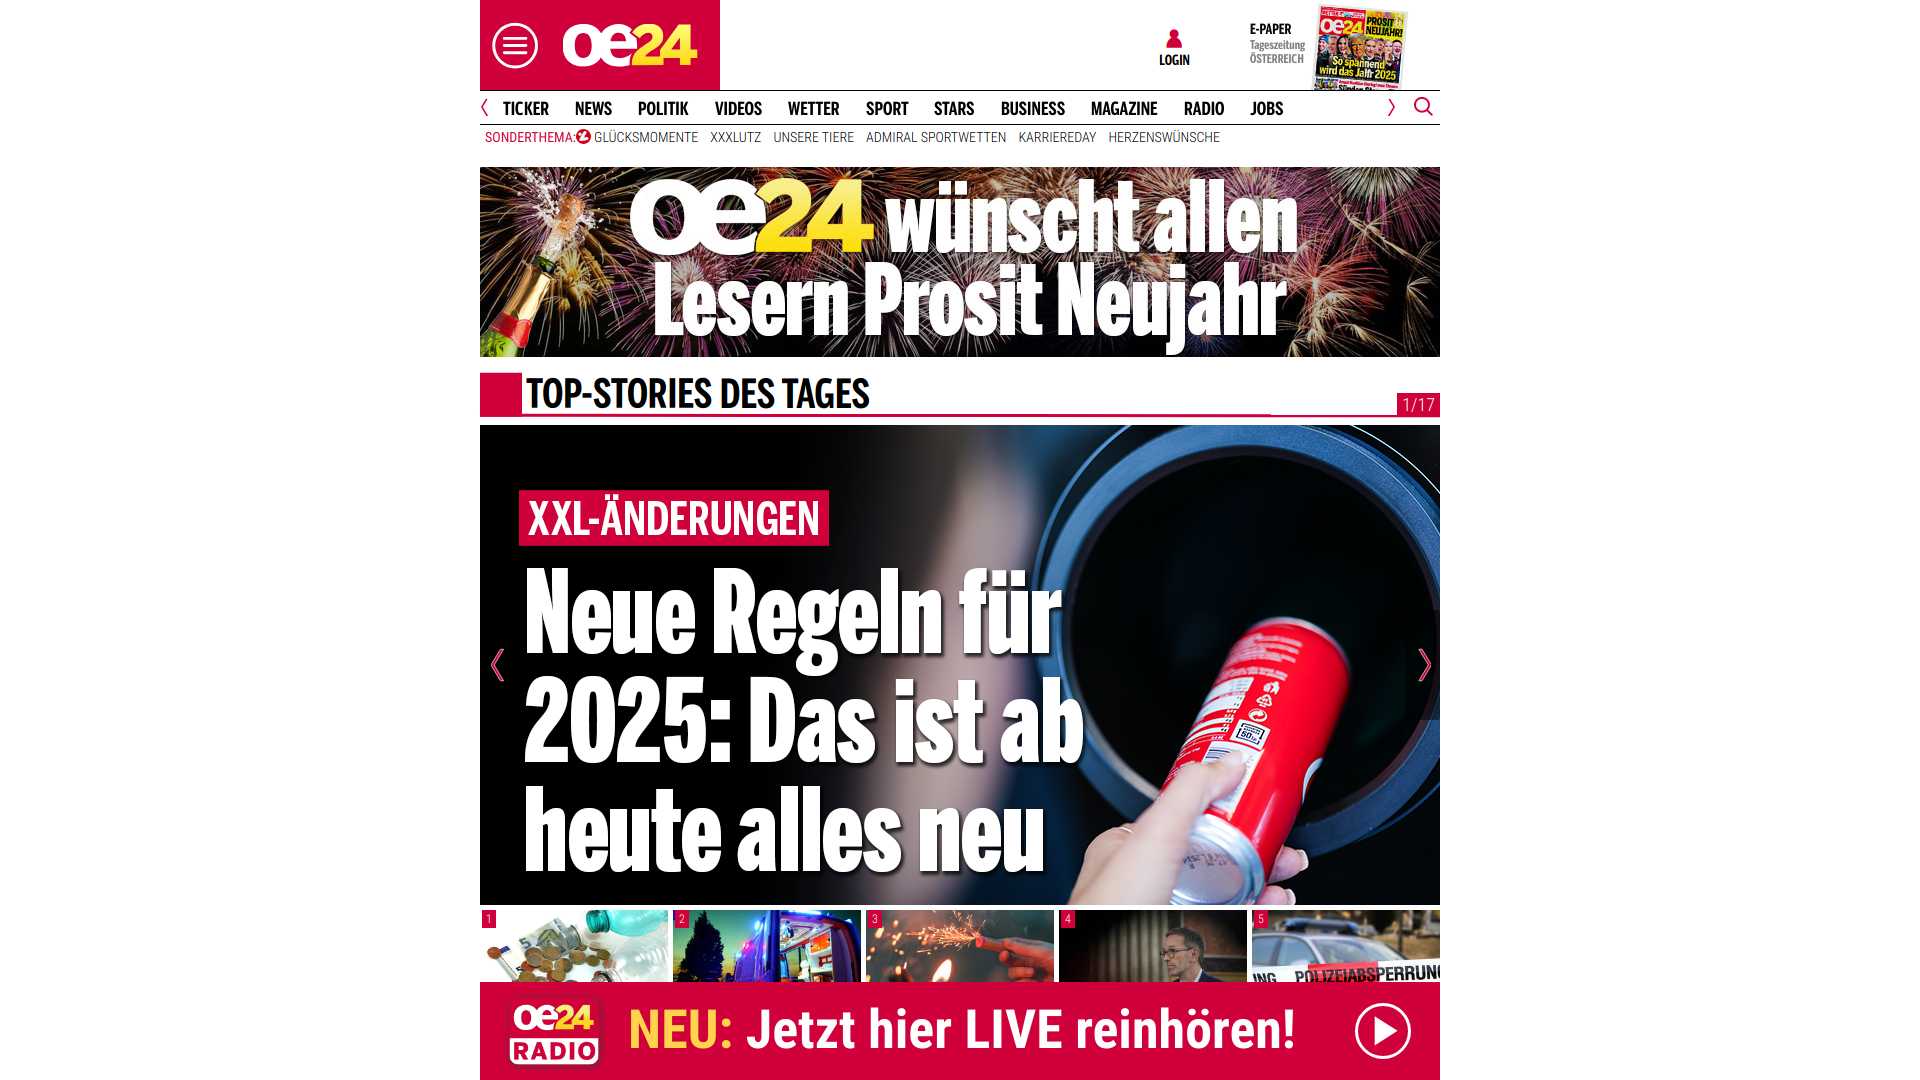 oe24
LOGIN
E-PAPER
Tageszeitung
ÖSTERREICH
oe24
PROSIT
NEUJAHR!
So spannend
wird das Jahr 2025
TICKER NEWS POLITIK VIDEOS WETTER SPORT STARS BUSINESS MAGAZINE RADIO JOBS
SONDERTHEMA: GLÜCKSMOMENTE XXXLUTZ UNSERE TIERE ADMIRAL SPORTWETTEN KARRIEREDAY HERZENSWÜNSCHE
oe24 wünscht allen
Lesern Prosit Neujahr
TOP-STORIES DES TAGES
1/17
XXL-ÄNDERUNGEN
Neue Regeln für
2025: Das ist ab
heute alles neu
1
2
3
4
5
POLIZEIABSPERRUNG
oe24
RADIO
NEU: Jetzt hier LIVE reinhören!